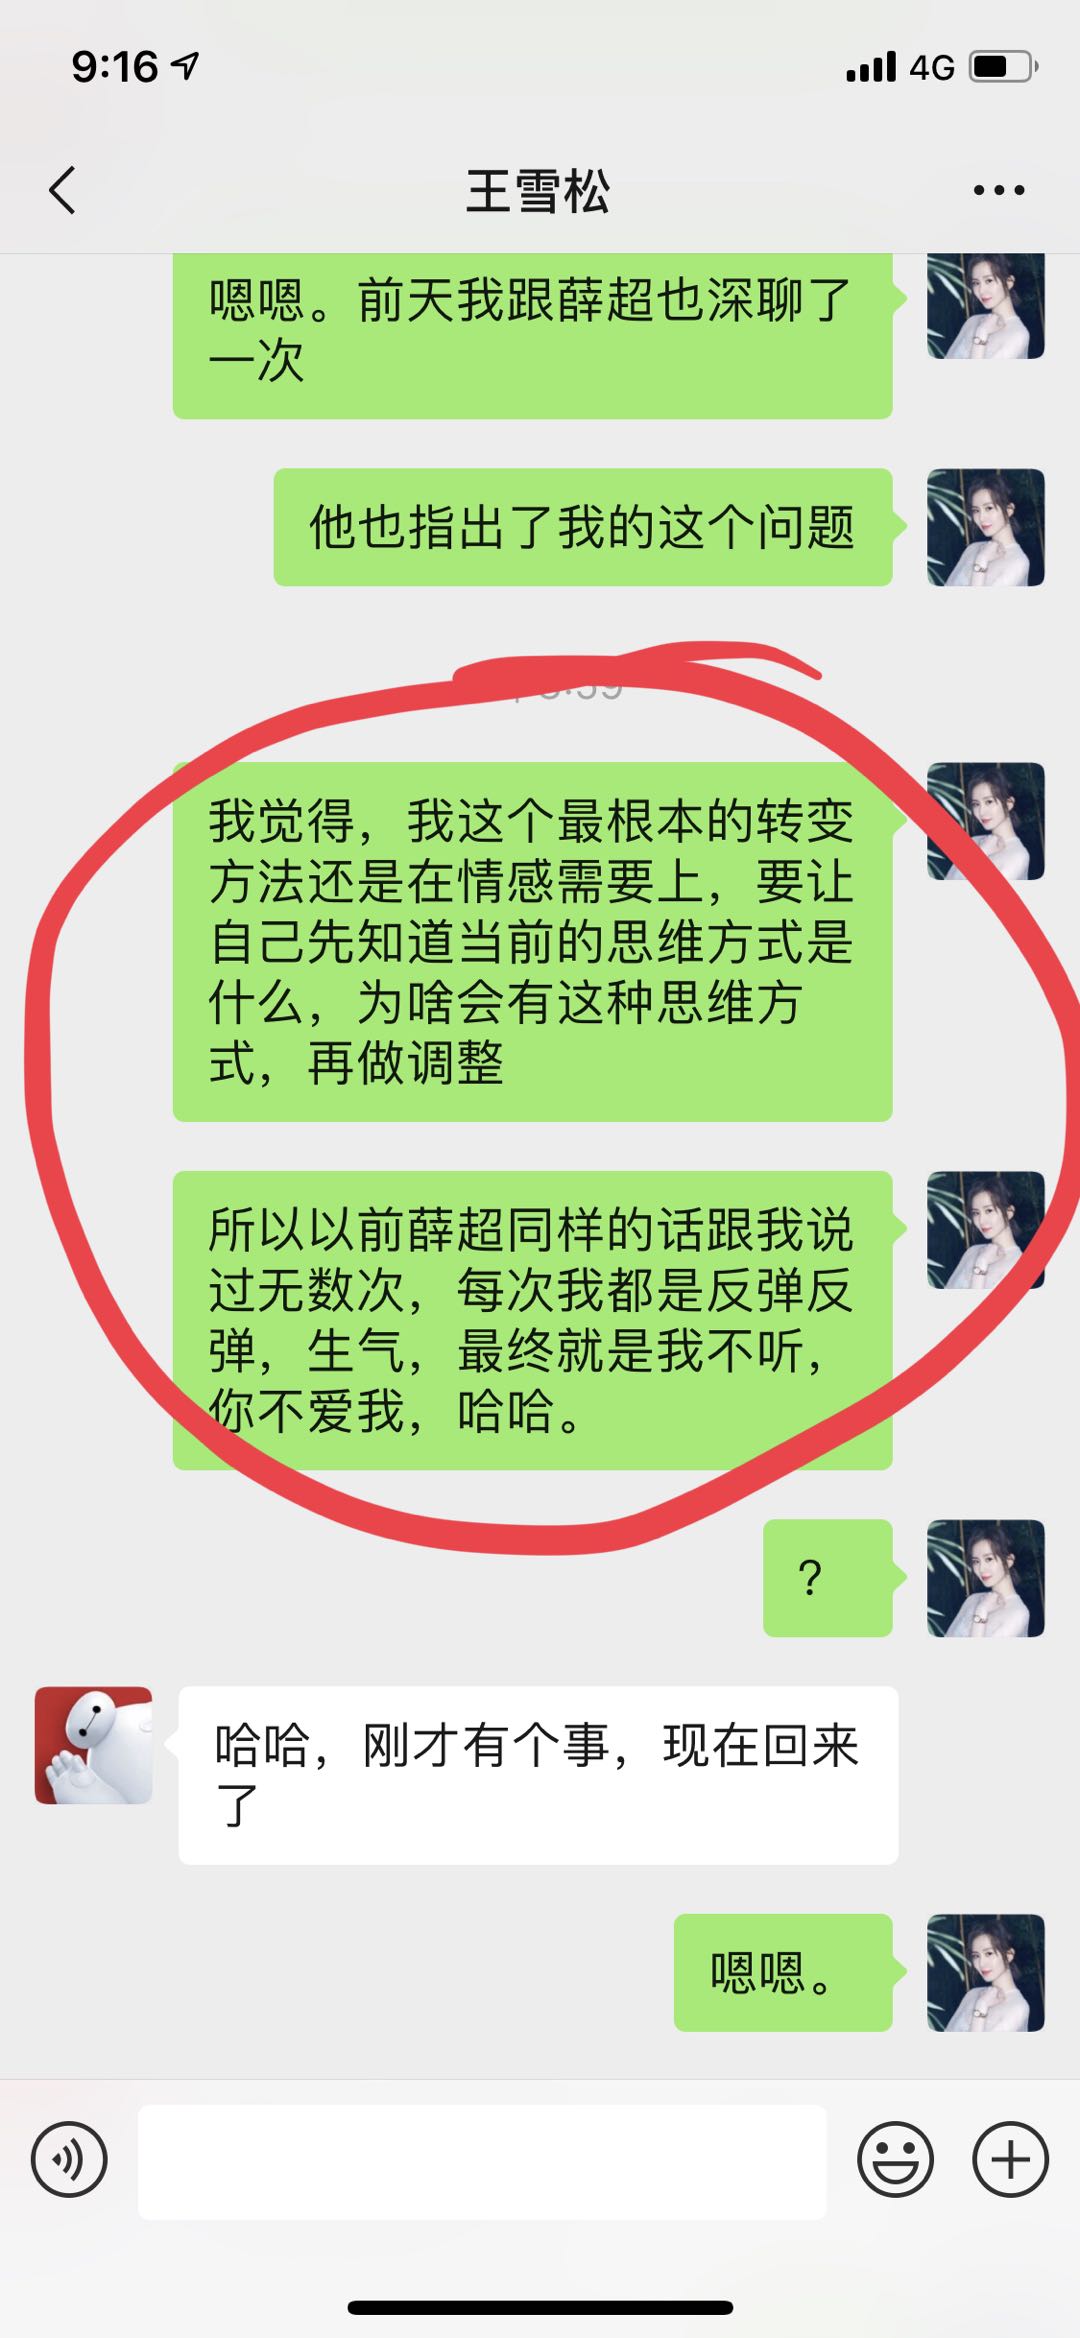 9:16
4G
王雪松
嗯嗯。前天我跟薛超也深聊了
一次
他也指出了我的这个问题
我觉得，我这个最根本的转变
方法还是在情感需要上，要让
自己先知道当前的思维方式是
什么，为啥会有这种思维方
式，再做调整
所以以前薛超同样的话跟我说
过无数次，每次我都是反弹反
弹，生气，最终就是我不听，
你不爱我，哈哈。
？
哈哈，刚才有个事，现在回来
了
嗯嗯。